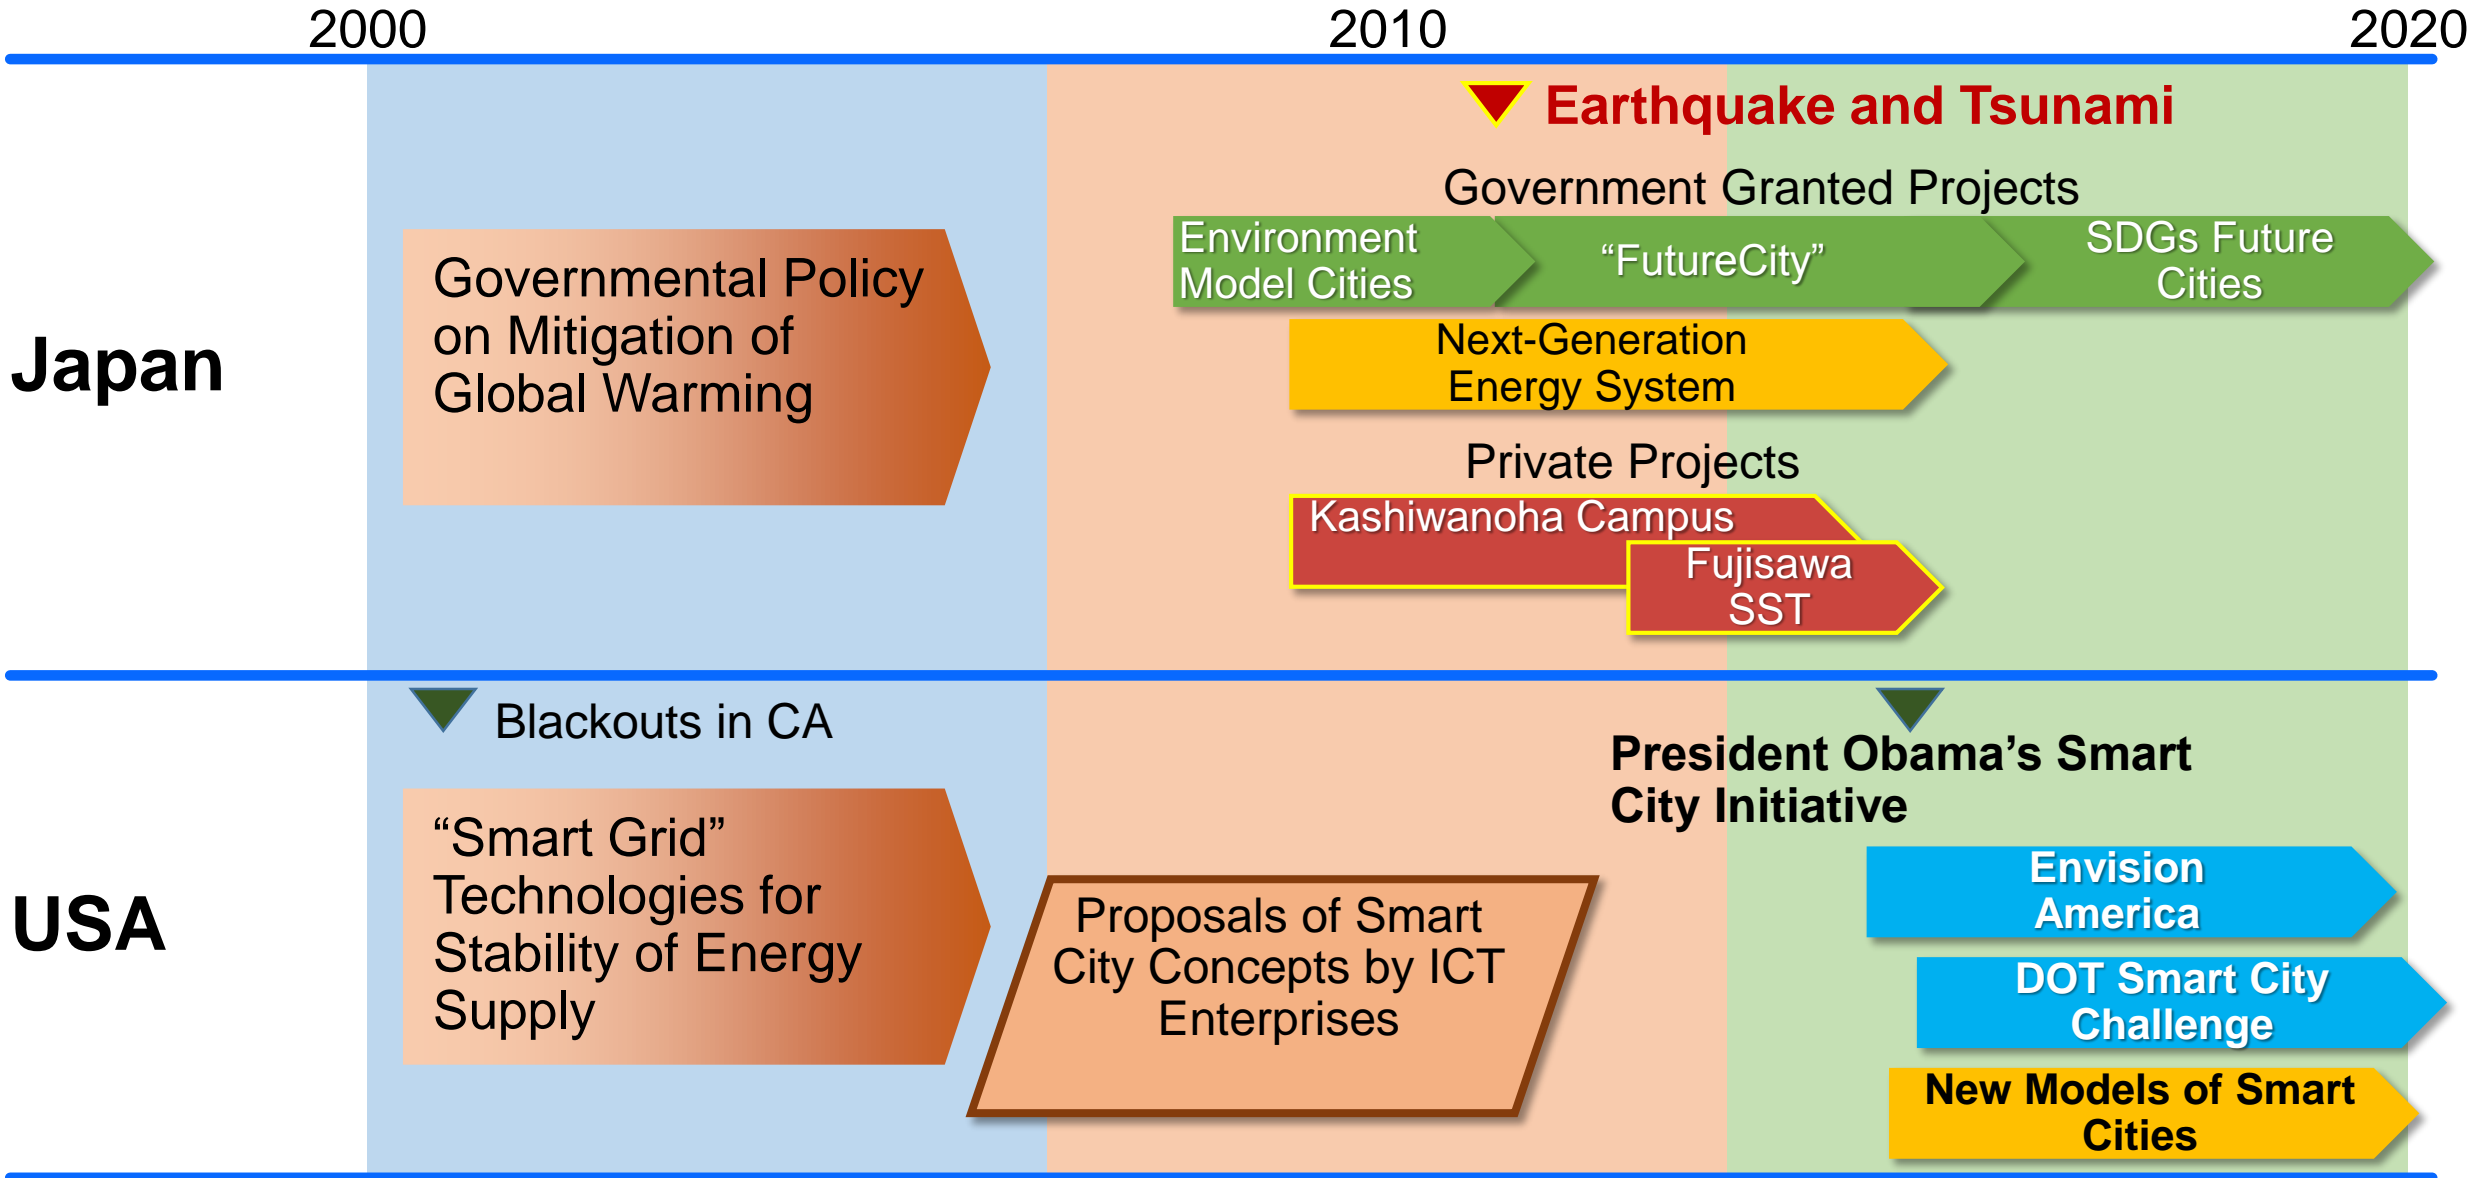 2000
2010
2020
Japan
Earthquake and Tsunami
Government Granted Projects
Environment
Model Cities
“FutureCity”
SDGs Future
Cities
Governmental Policy
on Mitigation of
Global Warming
Next-Generation
Energy System
Private Projects
Kashiwanoha Campus
Fujisawa
SST
USA
Blackouts in CA
President Obama’s Smart
City Initiative
“Smart Grid”
Technologies for
Stability of Energy
Supply
Proposals of Smart
City Concepts by ICT
Enterprises
Envision
America
DOT Smart City
Challenge
New Models of Smart
Cities